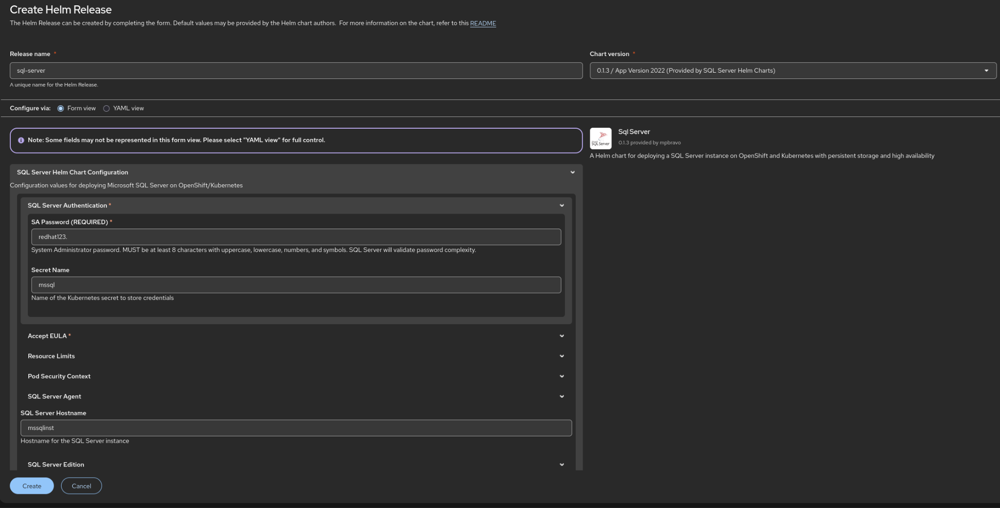 Create Helm Release
The Helm Release can be created by completing the form. Default values may be provided by the Helm chart authors. For more information on the chart, refer to this README
Release name *
sql-server
A unique name for the Helm Release.
Chart version *
0.1.3 / App Version 2022 (Provided by SQL Server Helm Charts)
Configure via: Form view YAML view
Note: Some fields may not be represented in this form view. Please select "YAML view" for full control.
SQL Server Helm Chart Configuration
Configuration values for deploying Microsoft SQL Server on OpenShift/Kubernetes
SQL Server Authentication *
SA Password (REQUIRED) *
redhat123.
System Administrator password. MUST be at least 8 characters with uppercase, lowercase, numbers, and symbols. SQL Server will validate password complexity.
Secret Name
mssql
Name of the Kubernetes secret to store credentials
Accept EULA *
Resource Limits
Pod Security Context
SQL Server Agent
SQL Server Hostname
mssqlinst
Hostname for the SQL Server instance
SQL Server Edition
Create Cancel
SQL Server
Sql Server
0.1.3 provided by mpbravo
A Helm chart for deploying a SQL Server instance on OpenShift and Kubernetes with persistent storage and high availability